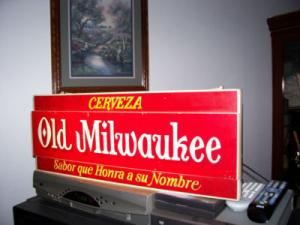 CERVEZA
Old Milwaukee
Sabor que Honra a su Nombre